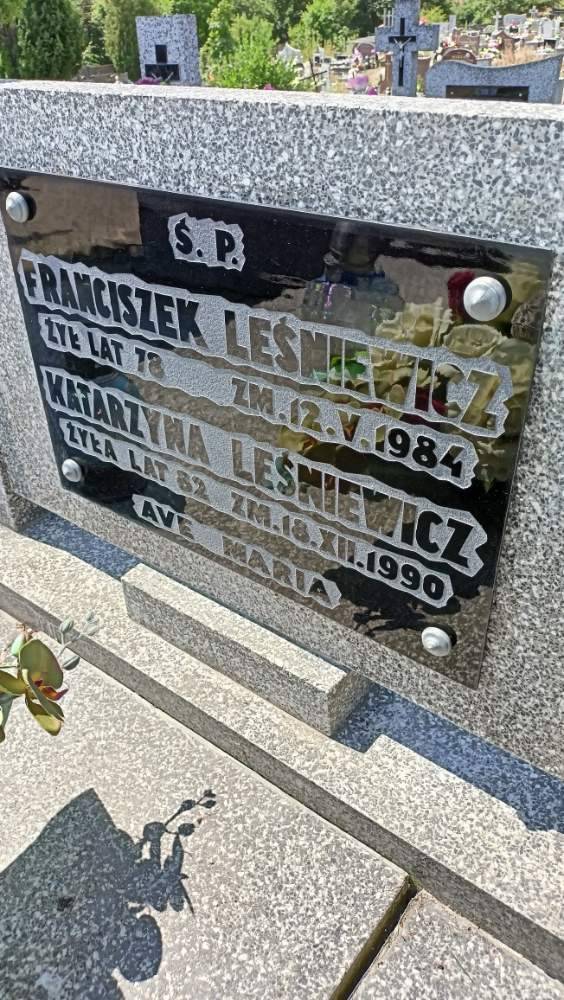 Ś. P.
FRANCISZEK LEŚNIEWICZ
ŻYŁ LAT 78 ZM.12.V.1984
KATARZYNA LEŚNIEWICZ
ŻYŁA LAT 82 ZM.18.XII.1990
AVE MARIA